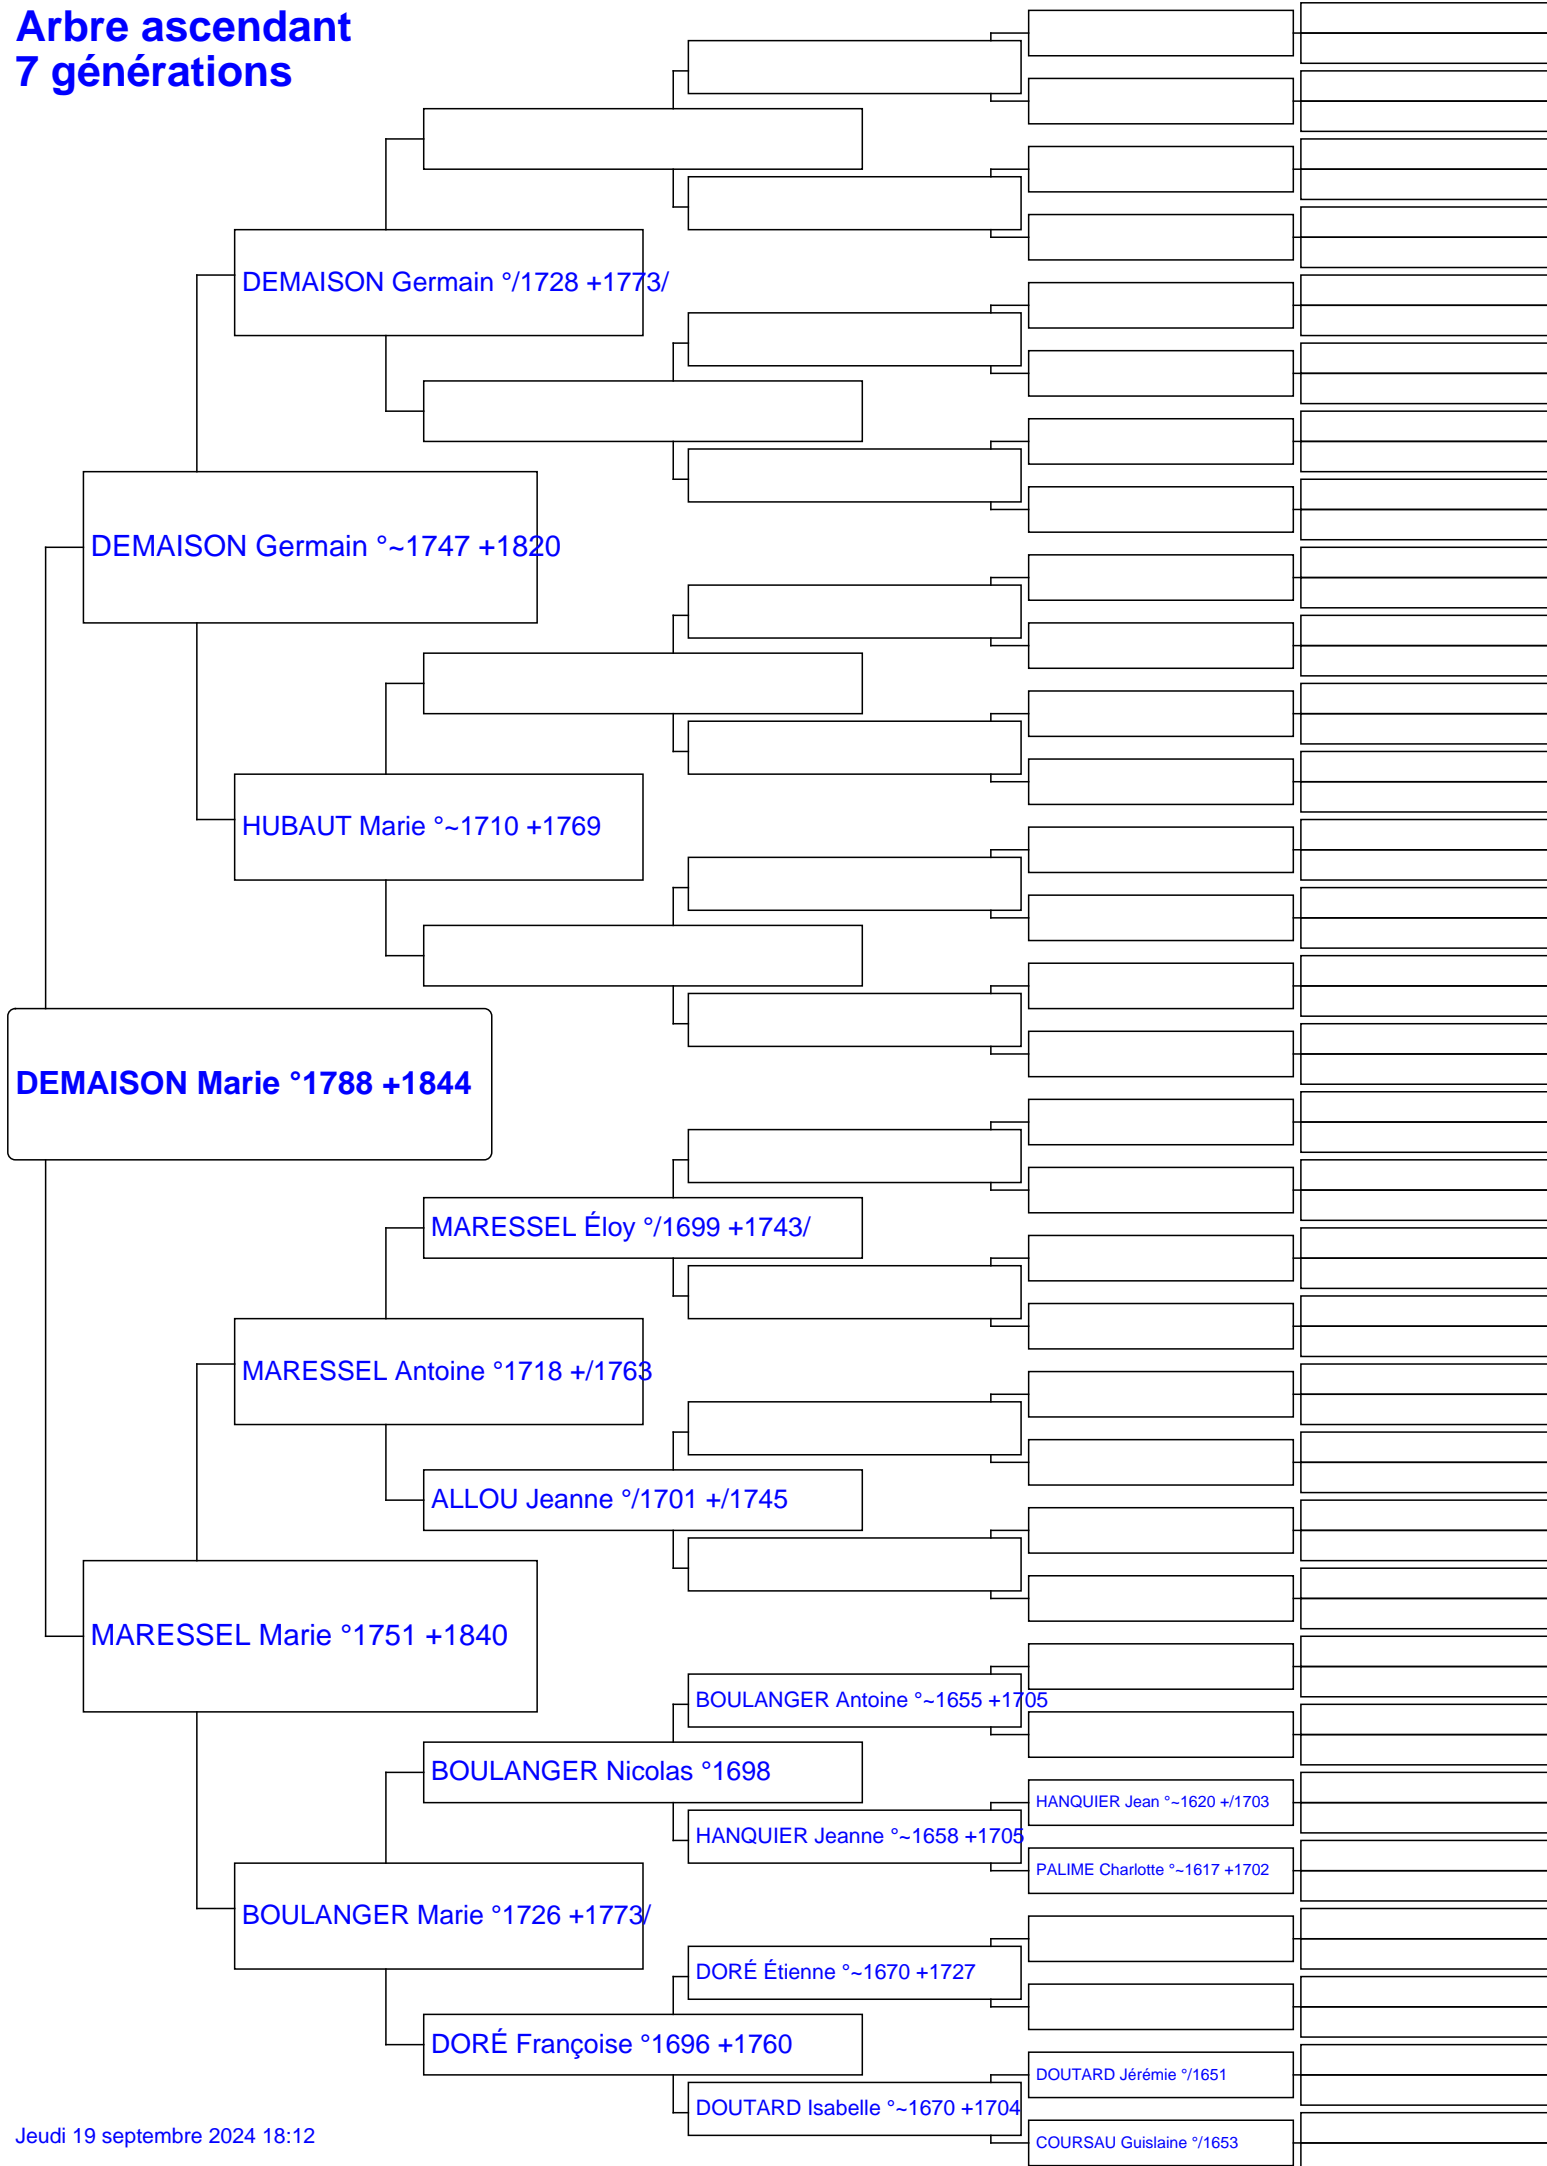 Arbre ascendant
7 générations
DEMAISON Germain °/1728 +1773/
DEMAISON Germain °~1747 +1820
HUBAUT Marie °~1710 +1769
DEMAISON Marie °1788 +1844
MARESSEL Éloy °/1699 +1743/
MARESSEL Antoine °1718 +/1763
ALLOU Jeanne °/1701 +/1745
MARESSEL Marie °1751 +1840
BOULANGER Antoine °~1655 +1705
BOULANGER Nicolas °1698
HANQUIER Jean °~1620 +/1703
HANQUIER Jeanne °~1658 +1705
PALIME Charlotte °~1617 +1702
BOULANGER Marie °1726 +1773/
DORÉ Étienne °~1670 +1727
DORÉ Françoise °1696 +1760
DOUTARD Jérémie °/1651
DOUTARD Isabelle °~1670 +1704
COURSAU Guislaine °/1653
Jeudi 19 septembre 2024 18:12